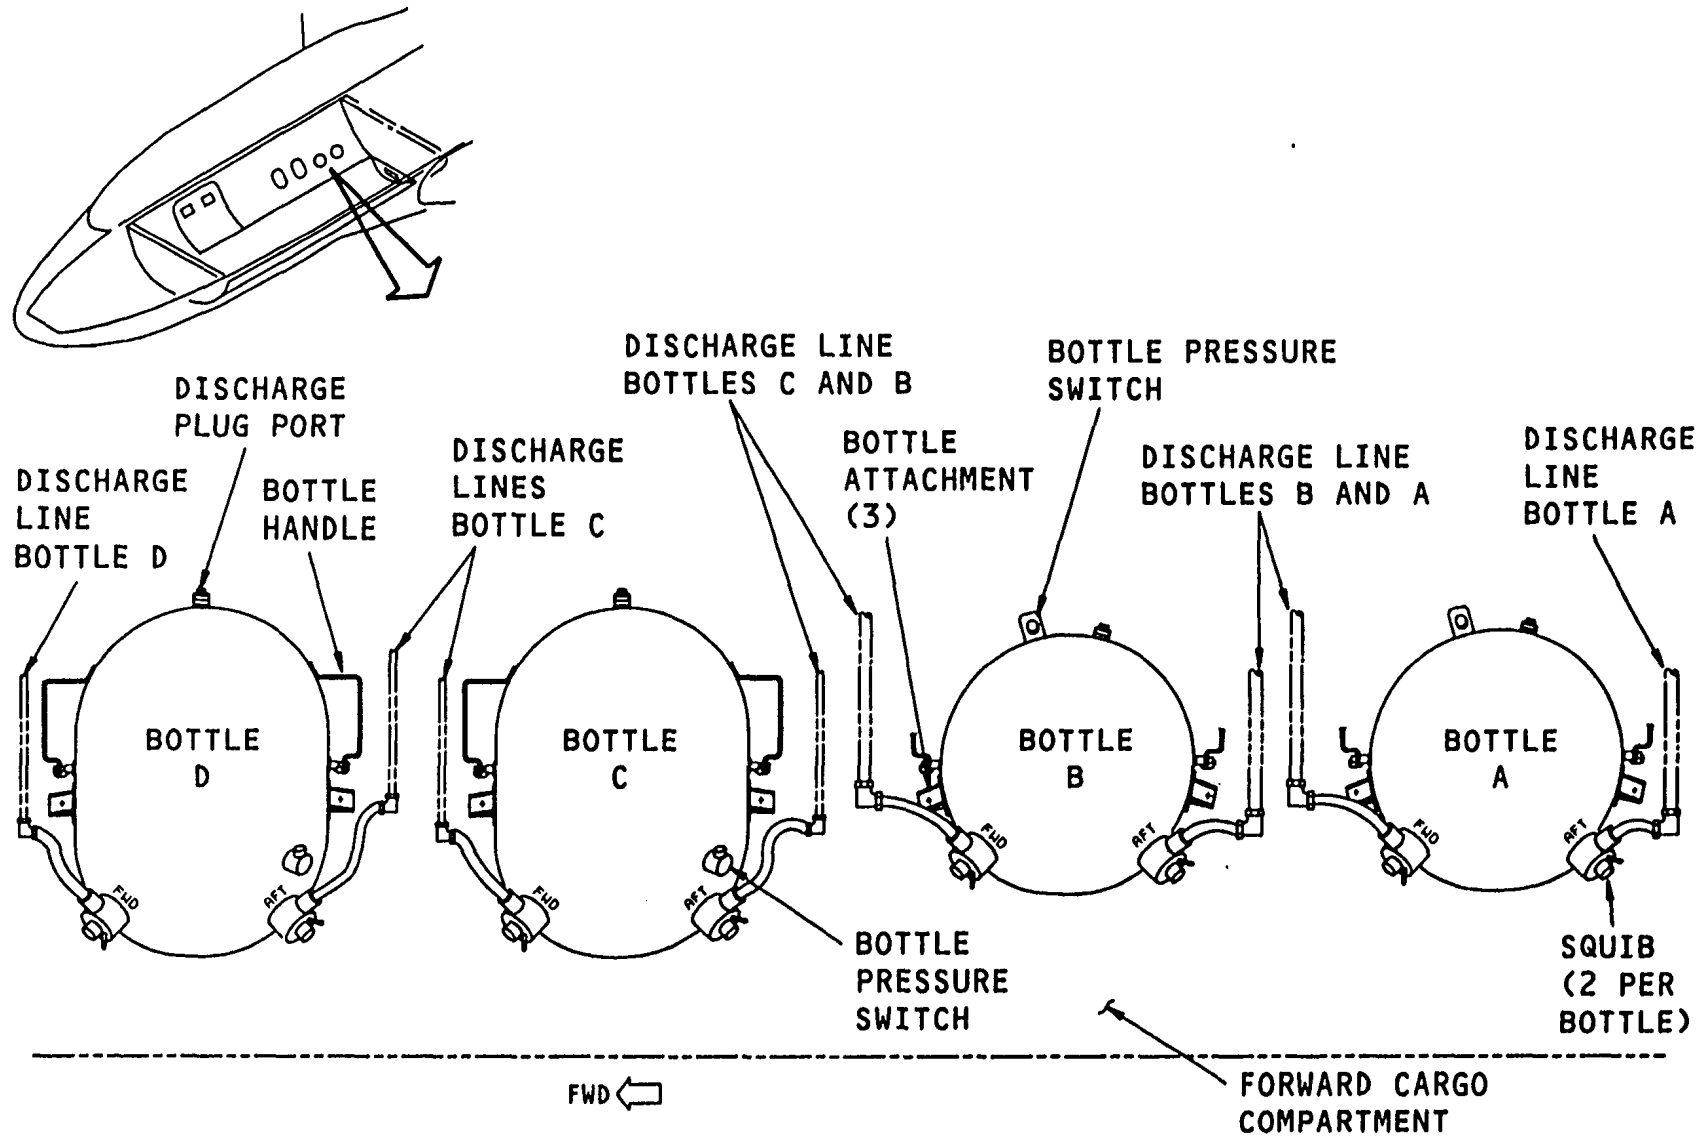 DISCHARGE
PLUG PORT
DISCHARGE LINE
BOTTLES C AND B
BOTTLE PRESSURE
SWITCH
DISCHARGE
LINE
BOTTLE D
BOTTLE
HANDLE
DISCHARGE
LINES
BOTTLE C
BOTTLE
ATTACHMENT
(3)
DISCHARGE LINE
BOTTLES B AND A
DISCHARGE
LINE
BOTTLE A
BOTTLE
D
BOTTLE
C
BOTTLE
B
BOTTLE
A
FWD
AFT
FWD
AFT
FWD
AFT
FWD
AFT
BOTTLE
PRESSURE
SWITCH
SQUIB
(2 PER
BOTTLE)
FWD
FORWARD CARGO
COMPARTMENT